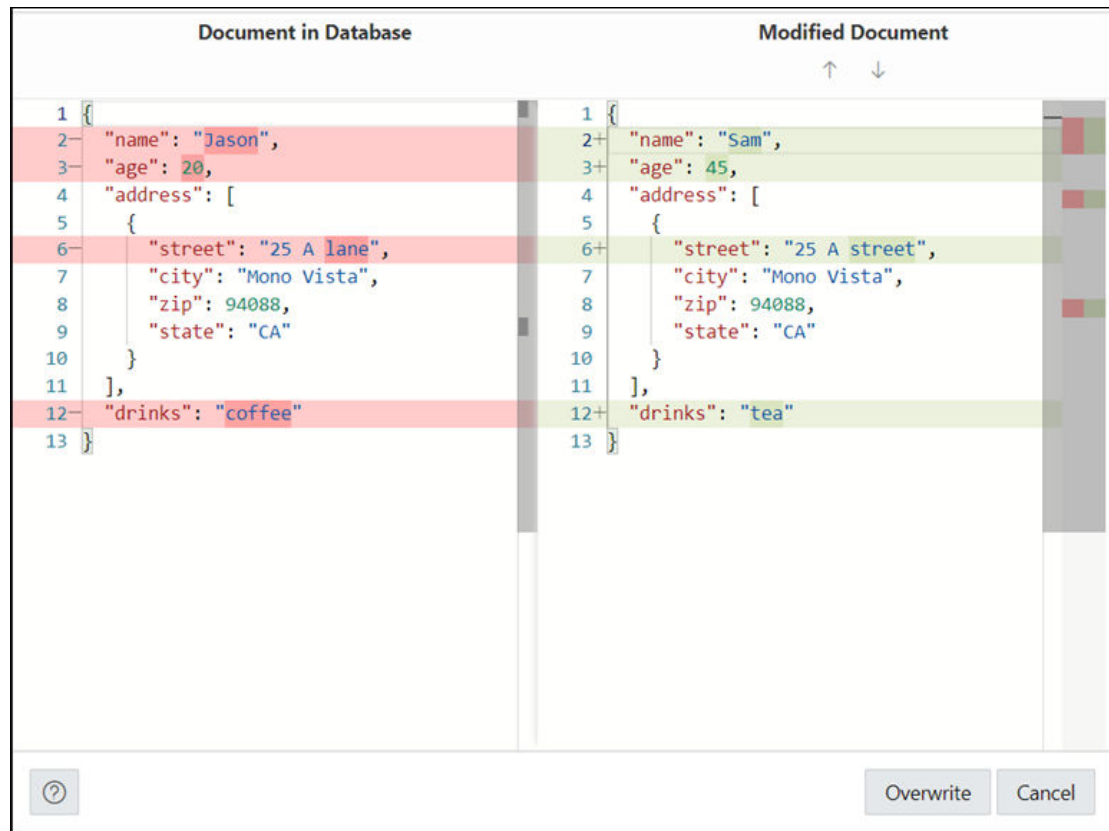 Document in Database
Modified Document
↑ ↓
1 {
2− "name": "Jason",
3− "age": 20,
4 "address": [
5 {
6− "street": "25 A lane",
7 "city": "Mono Vista",
8 "zip": 94088,
9 "state": "CA"
10 }
11 ],
12− "drinks": "coffee"
13 }
1 {
2+ "name": "Sam",
3+ "age": 45,
4 "address": [
5 {
6+ "street": "25 A street",
7 "city": "Mono Vista",
8 "zip": 94088,
9 "state": "CA"
10 }
11 ],
12+ "drinks": "tea"
13 }
?
Overwrite
Cancel